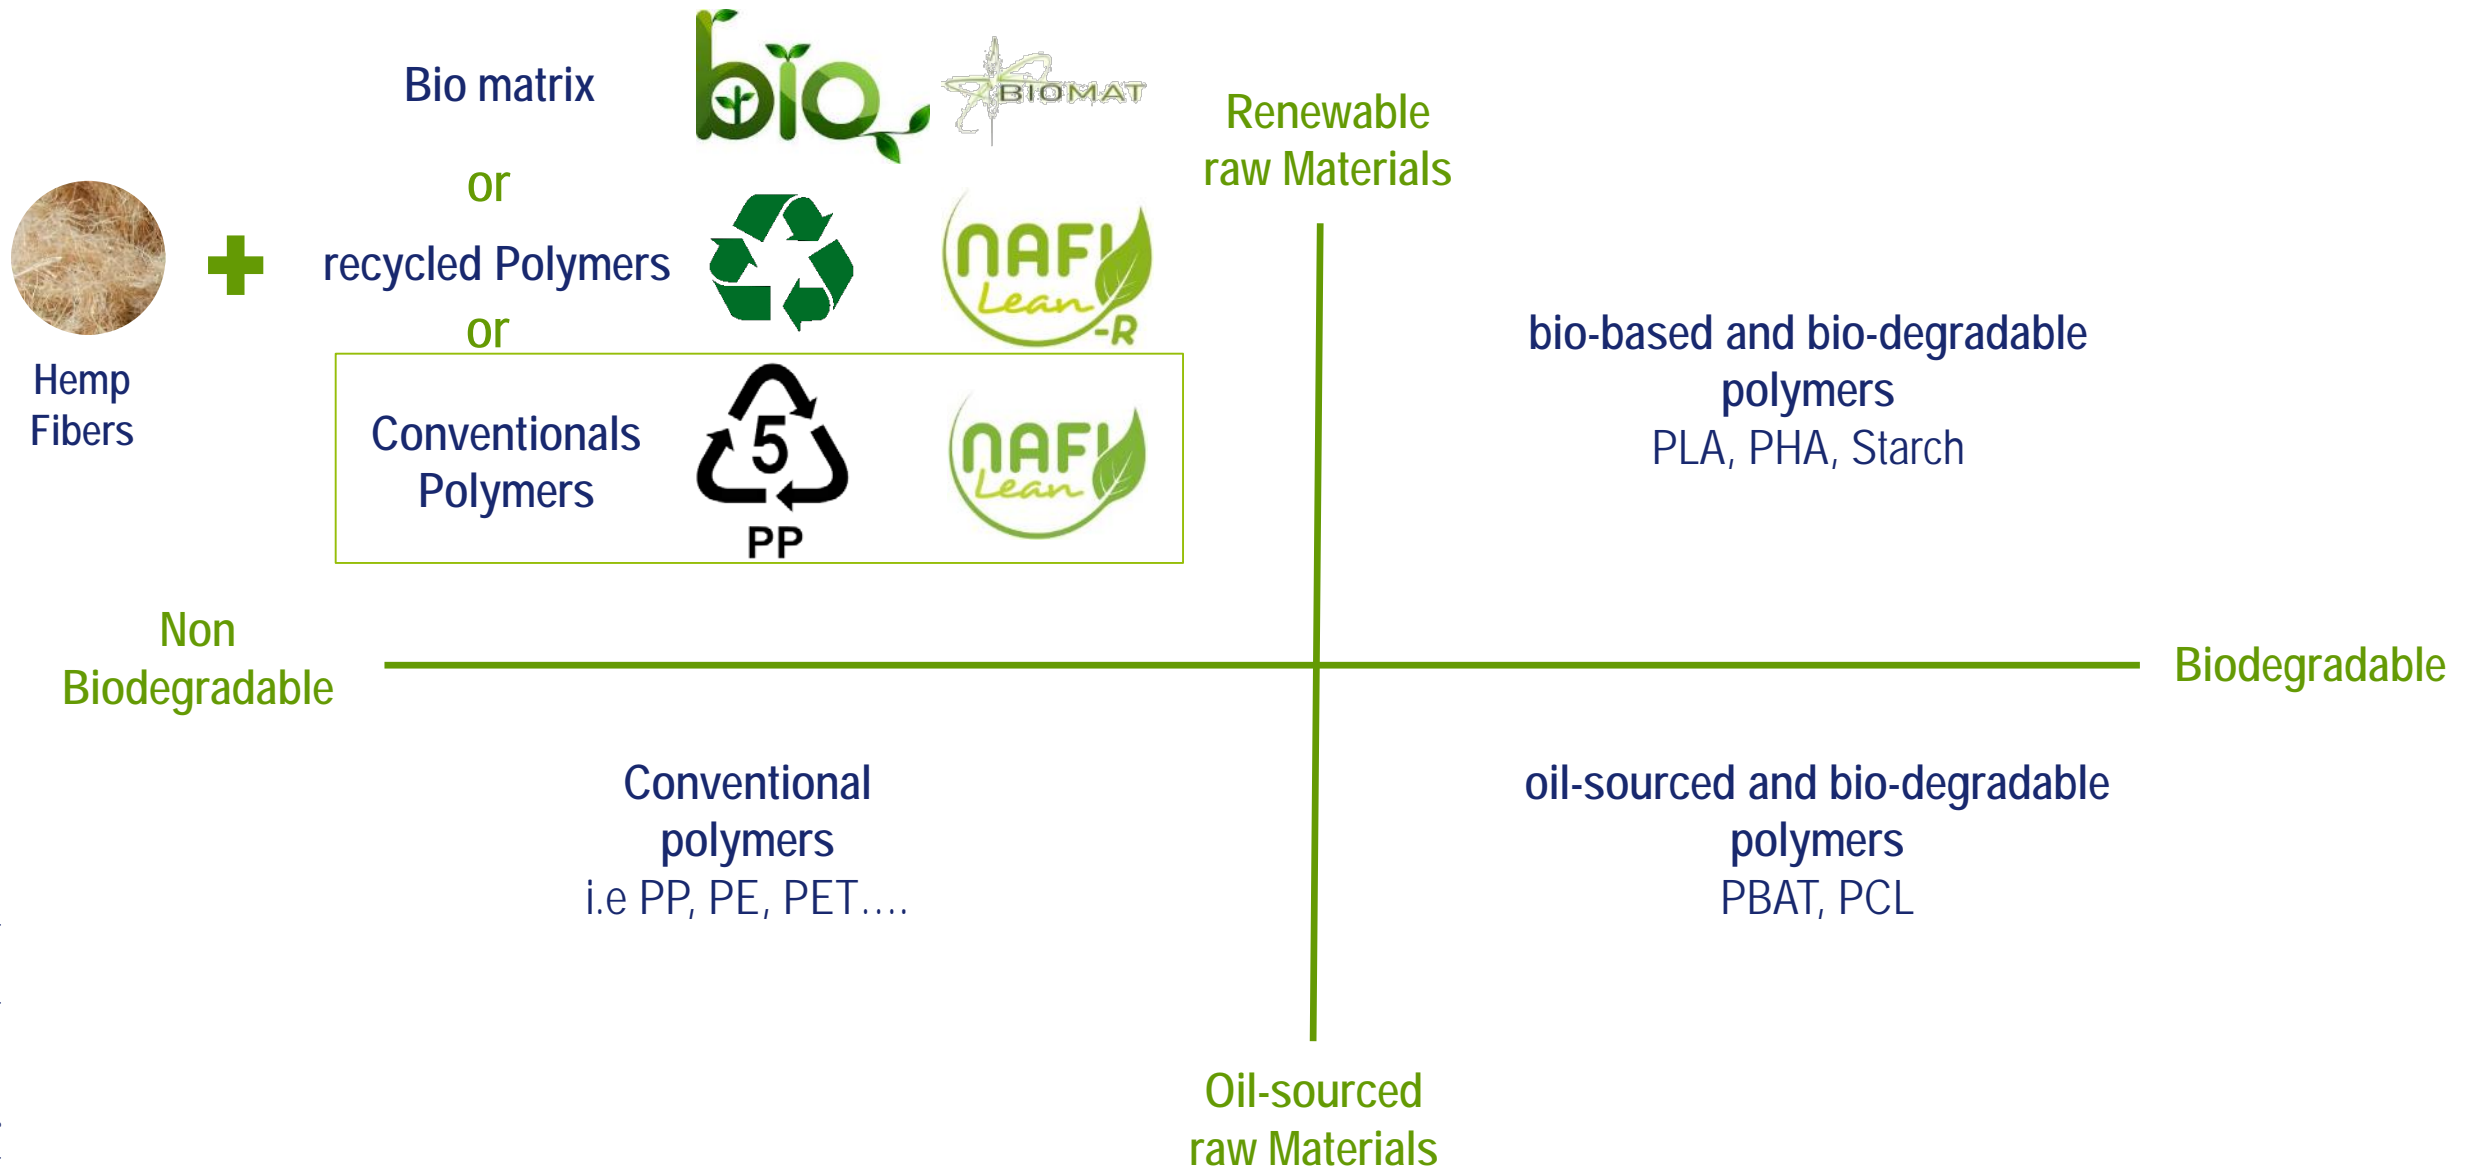 Bio matrix
bio
BIOMAT
or
recycled Polymers
NAFI
Lean
-R
or
Conventionals
Polymers
5
PP
NAFI
Lean
Hemp
Fibers
Renewable
raw Materials
bio-based and bio-degradable
polymers
PLA, PHA, Starch
Non
Biodegradable
Biodegradable
Conventional
polymers
i.e PP, PE, PET....
oil-sourced and bio-degradable
polymers
PBAT, PCL
Oil-sourced
raw Materials